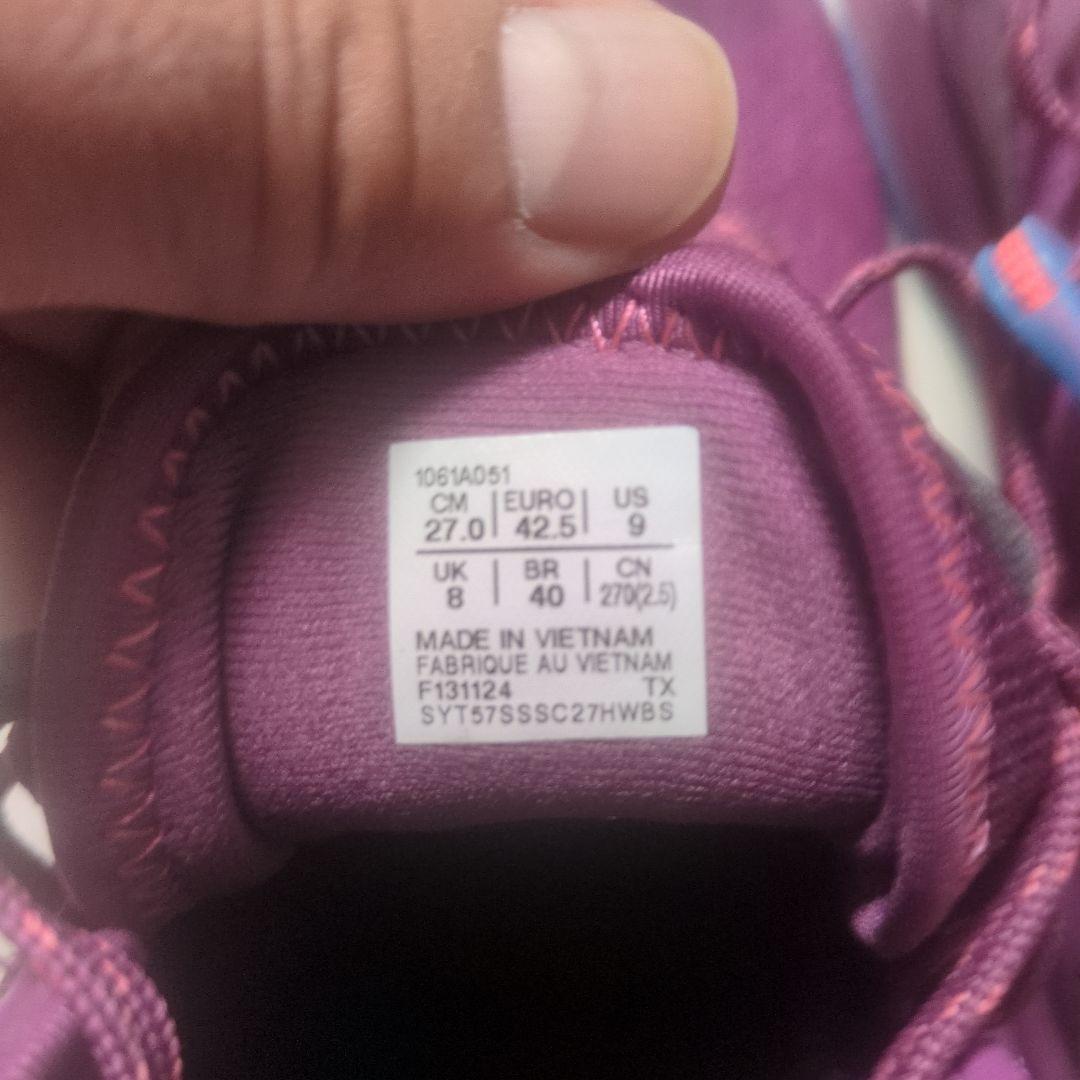 1061A051
CM | EURO | US
27.0 | 42.5 | 9
UK | BR | CN
8 | 40 | 270(2.5)
MADE IN VIETNAM
FABRIQUE AU VIETNAM
F131124 TX
SYT57SSSC27HWBS